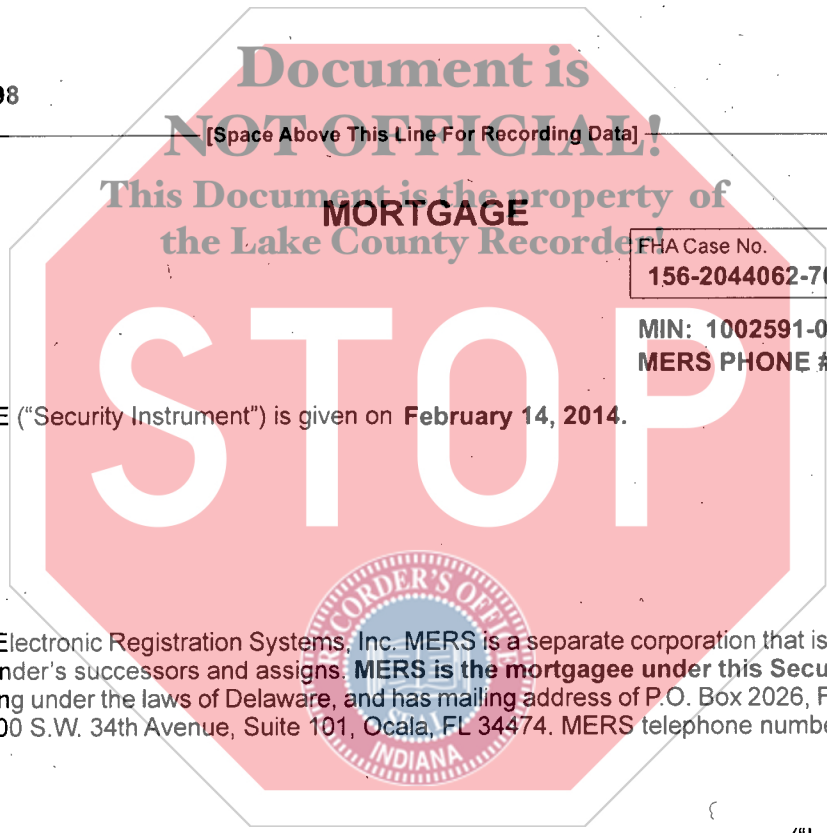 Document is
98
NOT OFFICIAL!
[Space Above This Line For Recording Data]
This Document is the property of
MORTGAGE
the Lake County Recorder!
FHA Case No.
156-2044062-70
MIN: 1002591-0
MERS PHONE #
STOP
E (“Security Instrument”) is given on February 14, 2014.
RECORDER'S OFFIC
Electronic Registration Systems, Inc. MERS is a separate corporation that is
nder's successors and assigns. MERS is the mortgagee under this Secu
ng under the laws of Delaware, and has mailing address of P.O. Box 2026, F
00 S.W. 34th Avenue, Suite 101, Ocala, FL 34474. MERS telephone numbe
INDIANA